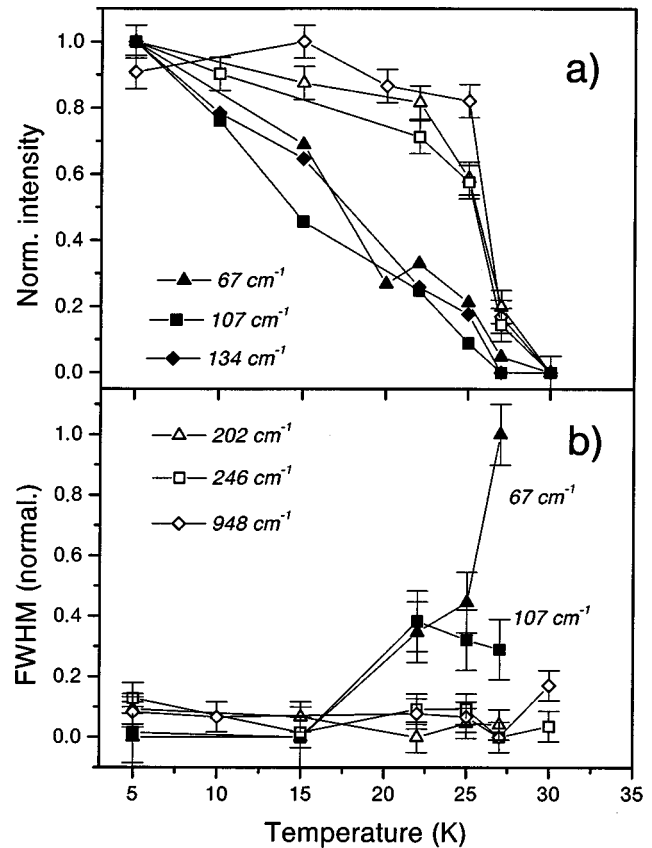 a)
1.0
0.8
0.6
0.4
0.2
0.0
Norm. intensity
67 cm⁻¹
107 cm⁻¹
134 cm⁻¹
b)
1.0
0.8
0.6
0.4
0.2
0.0
FWHM (normal.)
202 cm⁻¹
246 cm⁻¹
948 cm⁻¹
67 cm⁻¹
107 cm⁻¹
5 10 15 20 25 30 35
Temperature (K)